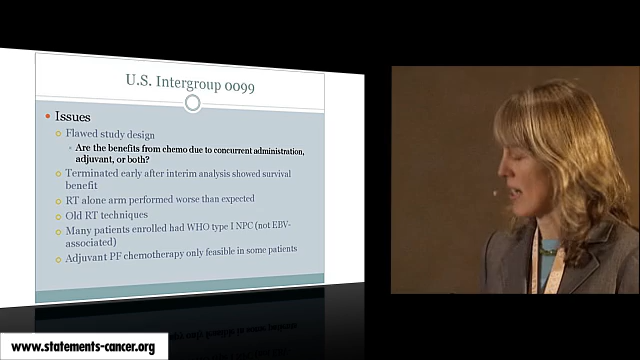 U.S. Intergroup 0099
Issues
Flawed study design
Are the benefits from chemo due to concurrent administration,
adjuvant, or both?
Terminated early after interim analysis showed survival
benefit
RT alone arm performed worse than expected
Old RT techniques
Many patients enrolled had WHO type I NPC (not EBV-
associated)
Adjuvant PF chemotherapy only feasible in some patients
www.statements-cancer.org